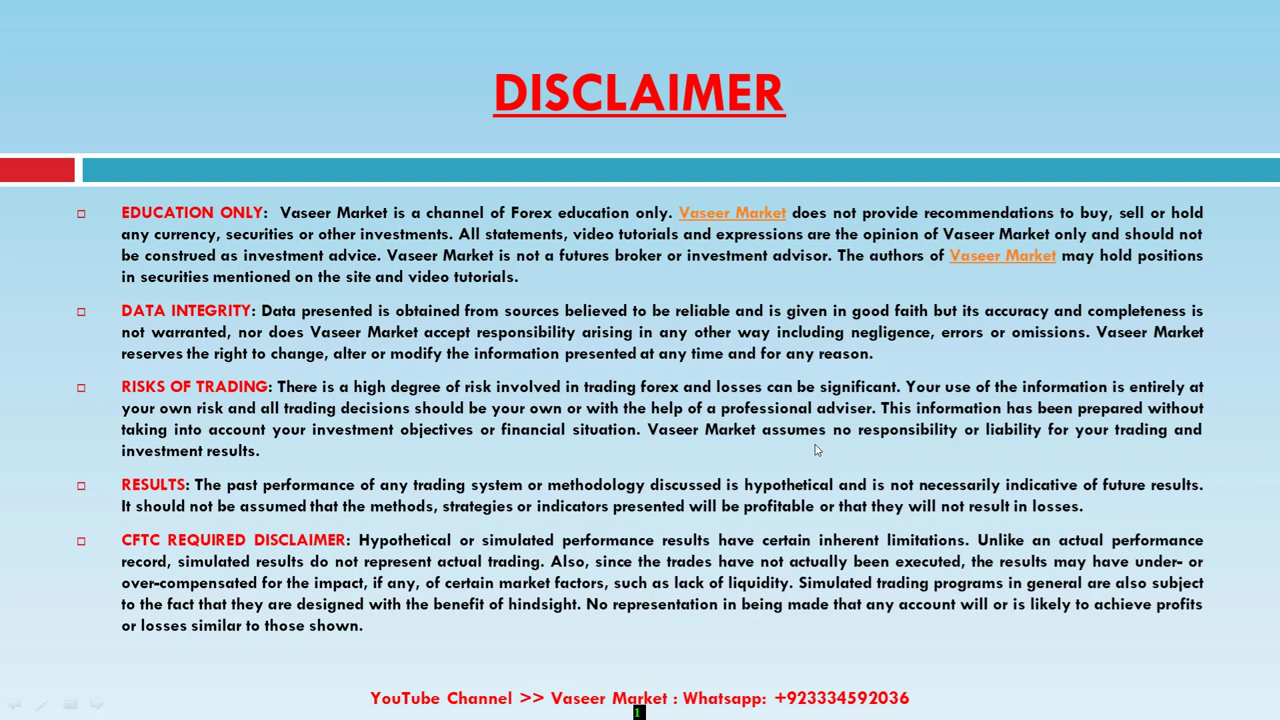 DISCLAIMER
EDUCATION ONLY: Vaseer Market is a channel of Forex education only. Vaseer Market does not provide recommendations to buy, sell or hold
any currency, securities or other investments. All statements, video tutorials and expressions are the opinion of Vaseer Market only and should not
be construed as investment advice. Vaseer Market is not a futures broker or investment advisor. The authors of Vaseer Market may hold positions
in securities mentioned on the site and video tutorials.
DATA INTEGRITY: Data presented is obtained from sources believed to be reliable and is given in good faith but its accuracy and completeness is
not warranted, nor does Vaseer Market accept responsibility arising in any other way including negligence, errors or omissions. Vaseer Market
reserves the right to change, alter or modify the information presented at any time and for any reason.
RISKS OF TRADING: There is a high degree of risk involved in trading forex and losses can be significant. Your use of the information is entirely at
your own risk and all trading decisions should be your own or with the help of a professional adviser. This information has been prepared without
taking into account your investment objectives or financial situation. Vaseer Market assumes no responsibility or liability for your trading and
investment results.
RESULTS: The past performance of any trading system or methodology discussed is hypothetical and is not necessarily indicative of future results.
It should not be assumed that the methods, strategies or indicators presented will be profitable or that they will not result in losses.
CFTC REQUIRED DISCLAIMER: Hypothetical or simulated performance results have certain inherent limitations. Unlike an actual performance
record, simulated results do not represent actual trading. Also, since the trades have not actually been executed, the results may have under- or
over-compensated for the impact, if any, of certain market factors, such as lack of liquidity. Simulated trading programs in general are also subject
to the fact that they are designed with the benefit of hindsight. No representation in being made that any account will or is likely to achieve profits
or losses similar to those shown.
YouTube Channel >> Vaseer Market : Whatsapp: +923334592036
1